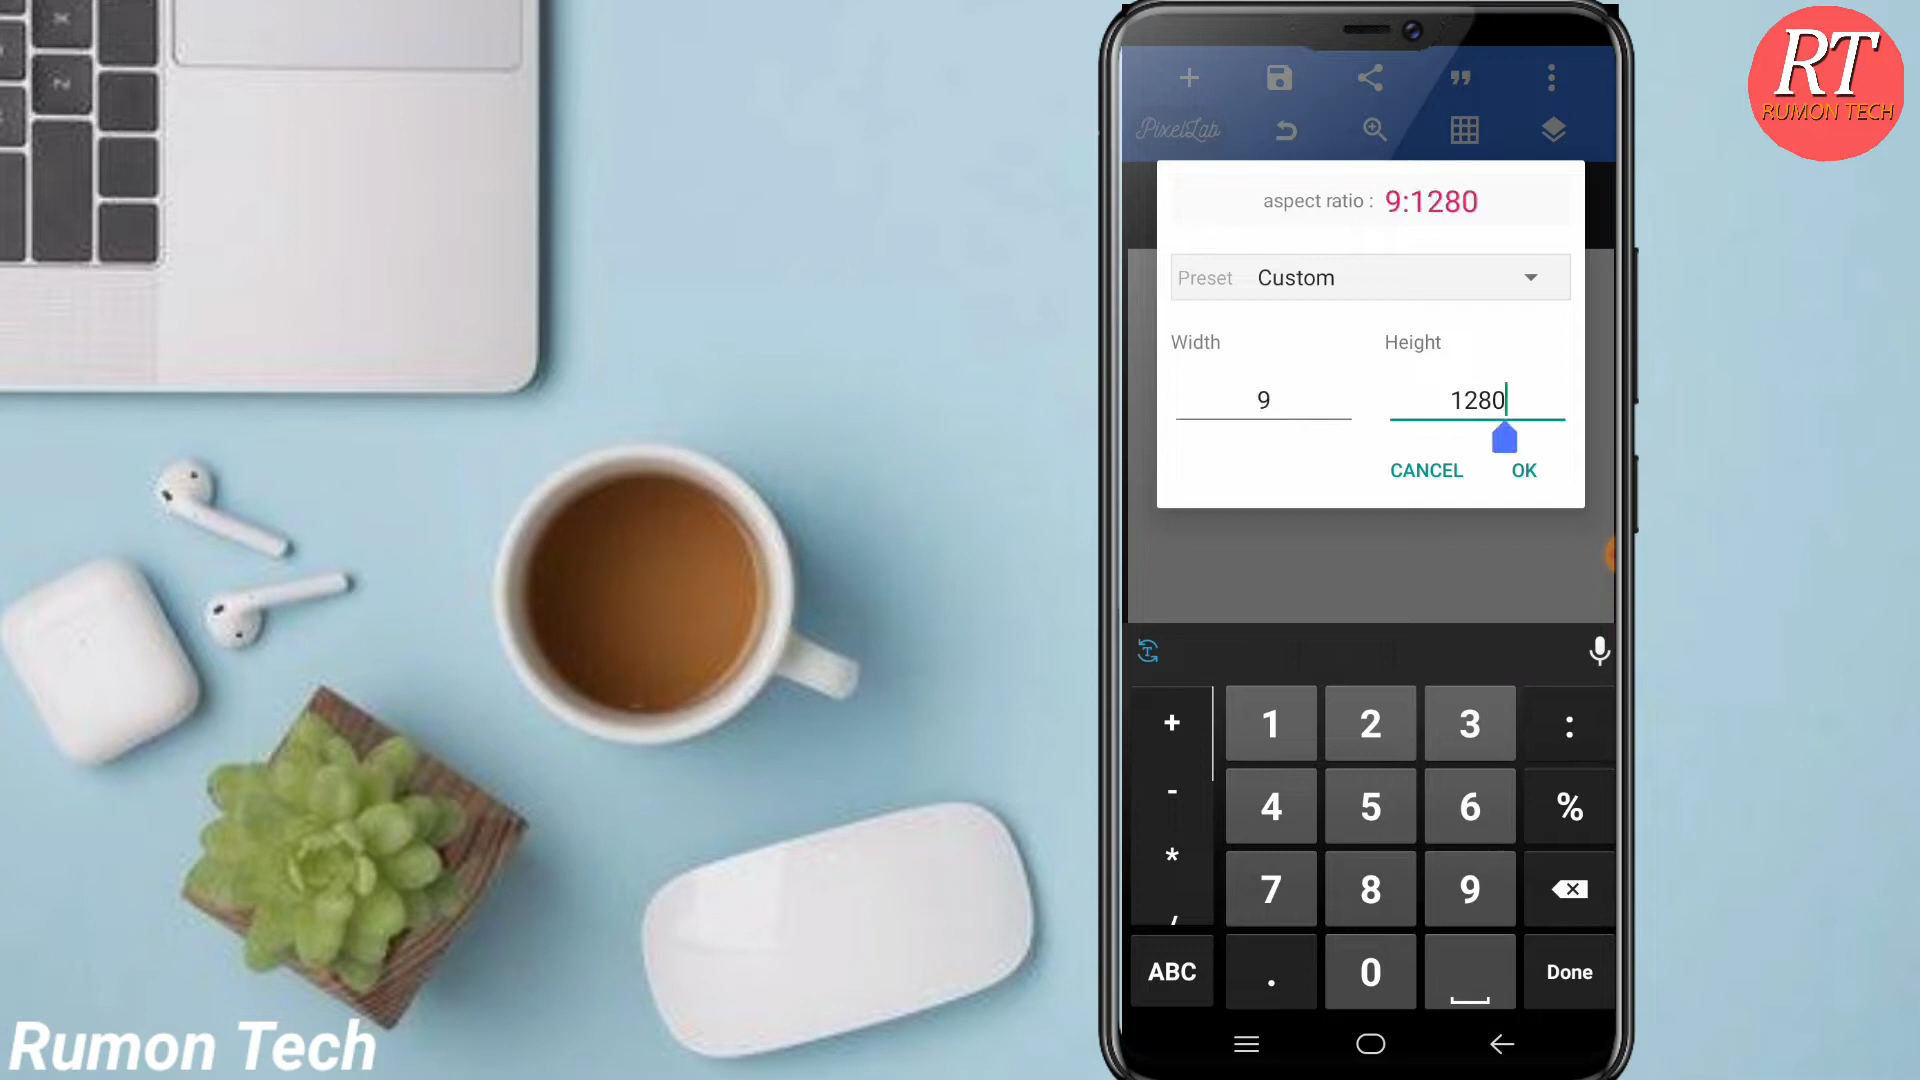 RT
RUMON TECH
PixelLab
aspect ratio : 9:1280
Preset Custom
Width Height
9 1280
CANCEL OK
+ 1 2 3 :
- 4 5 6 %
* 7 8 9
,
ABC . 0 Done
Rumon Tech